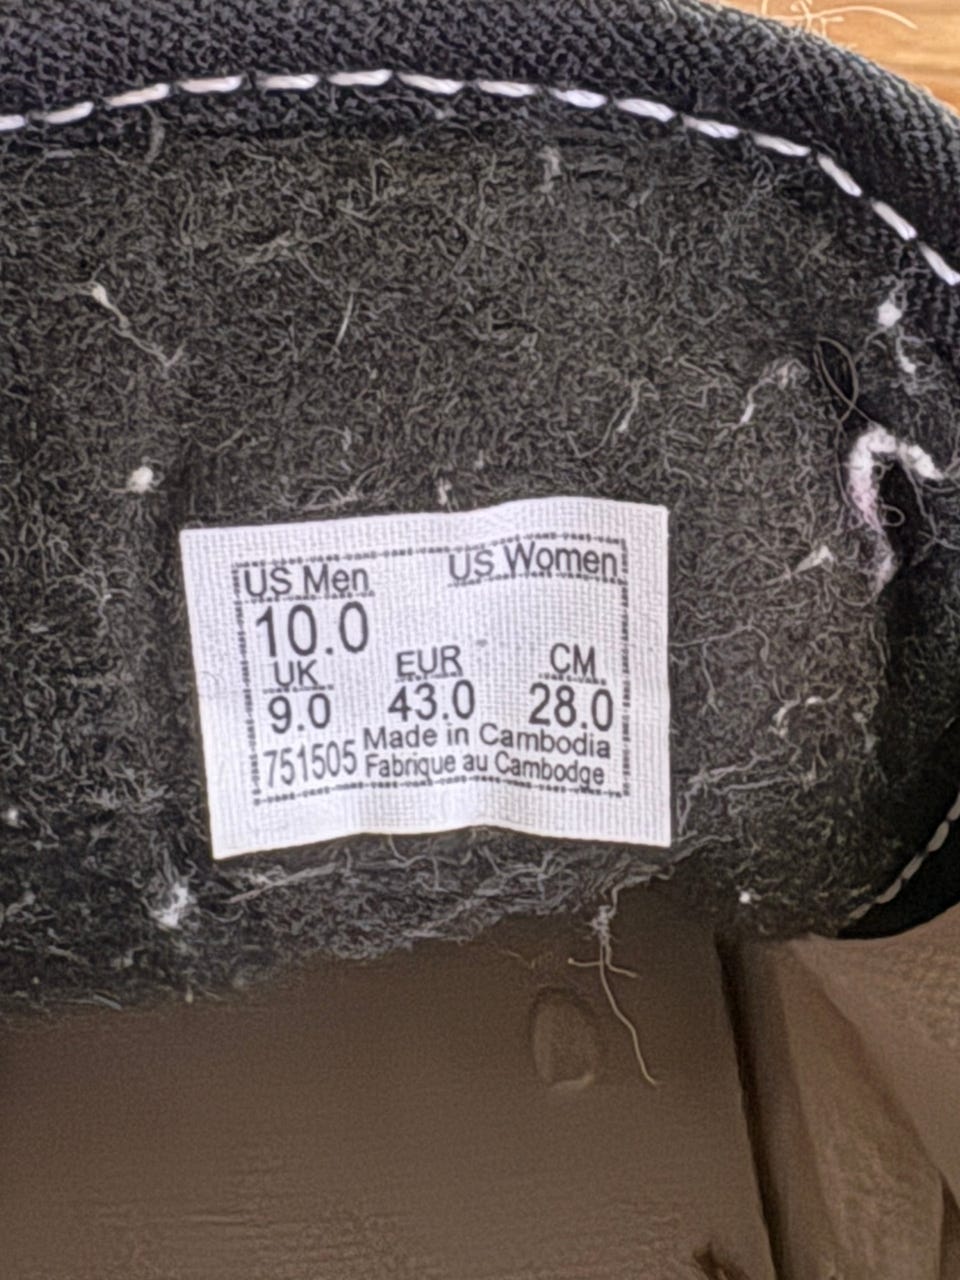 US Men US Women
10.0
UK EUR CM
9.0 43.0 28.0
751505 Made in Cambodia
Fabrique au Cambodge